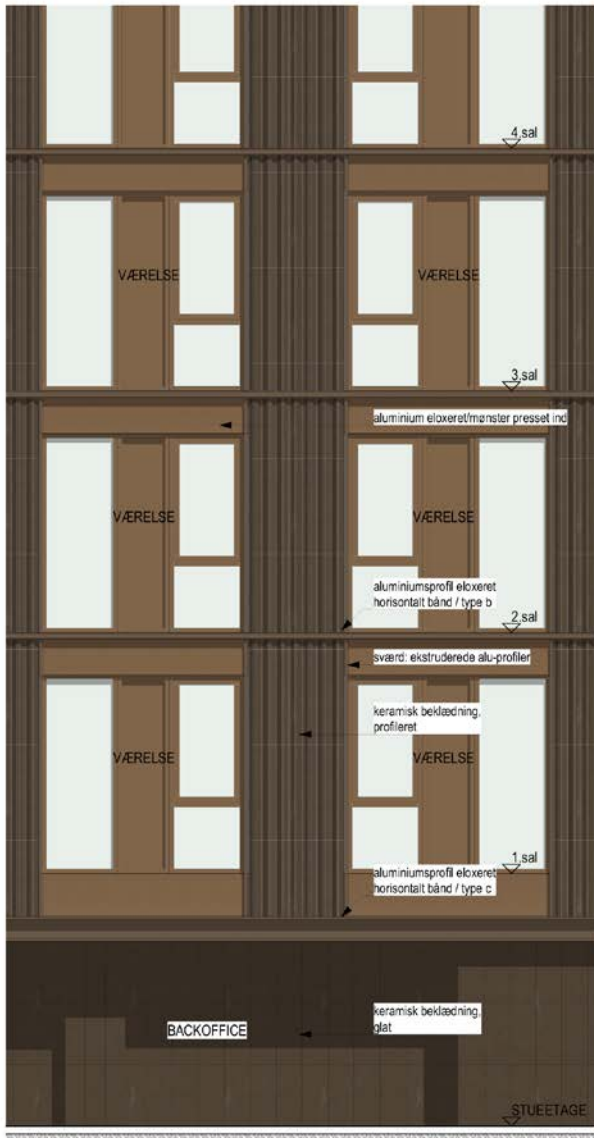 4.sal
VÆRELSE
VÆRELSE
3.sal
aluminium eloxeret/mønster presset ind
VÆRELSE
VÆRELSE
aluminiumsprofil eloxeret
horisontalt bånd / type b
2.sal
sværd: ekstruderede alu-profiler
keramisk beklædning,
profileret
VÆRELSE
VÆRELSE
1.sal
aluminiumsprofil eloxeret
horisontalt bånd / type c
keramisk beklædning,
glat
BACKOFFICE
STUEETAGE